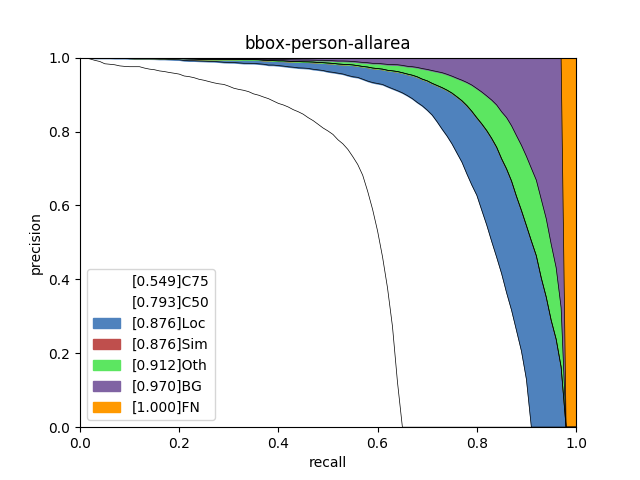 bbox-person-allarea
1.0
0.8
0.6
0.4
0.2
0.0
precision
[0.549]C75
[0.793]C50
[0.876]Loc
[0.876]Sim
[0.912]Oth
[0.970]BG
[1.000]FN
0.0 0.2 0.4 0.6 0.8 1.0
recall